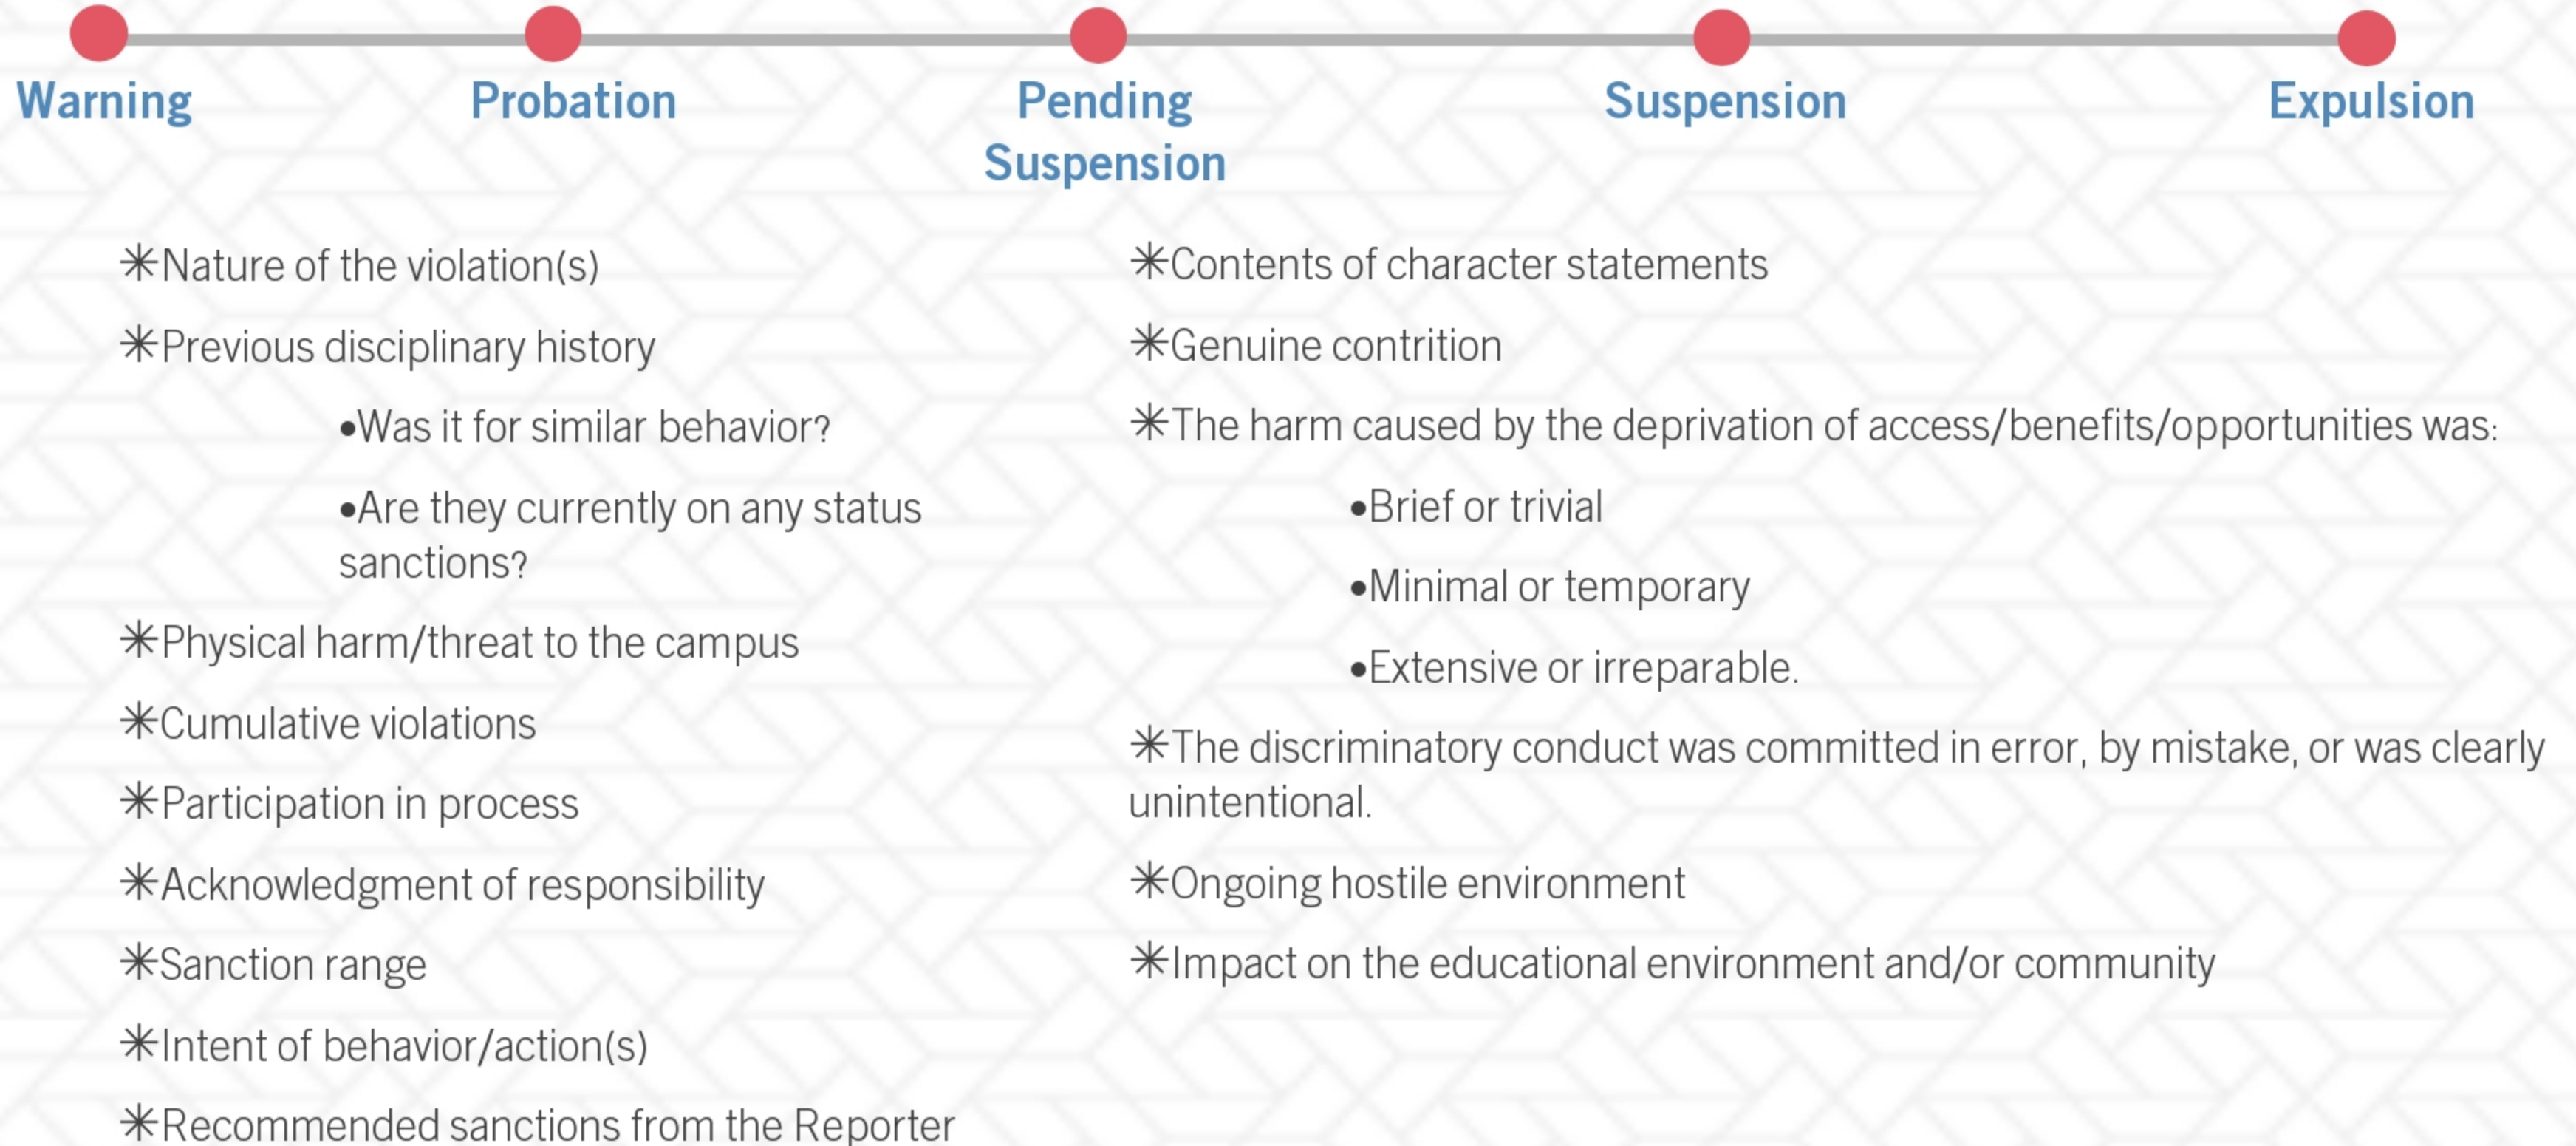 Warning
Probation
Pending
Suspension
Suspension
Expulsion
✳Nature of the violation(s)
✳Previous disciplinary history
•Was it for similar behavior?
•Are they currently on any status
sanctions?
✳Physical harm/threat to the campus
✳Cumulative violations
✳Participation in process
✳Acknowledgment of responsibility
✳Sanction range
✳Intent of behavior/action(s)
✳Recommended sanctions from the Reporter
✳Contents of character statements
✳Genuine contrition
✳The harm caused by the deprivation of access/benefits/opportunities was:
•Brief or trivial
•Minimal or temporary
•Extensive or irreparable.
✳The discriminatory conduct was committed in error, by mistake, or was clearly
unintentional.
✳Ongoing hostile environment
✳Impact on the educational environment and/or community